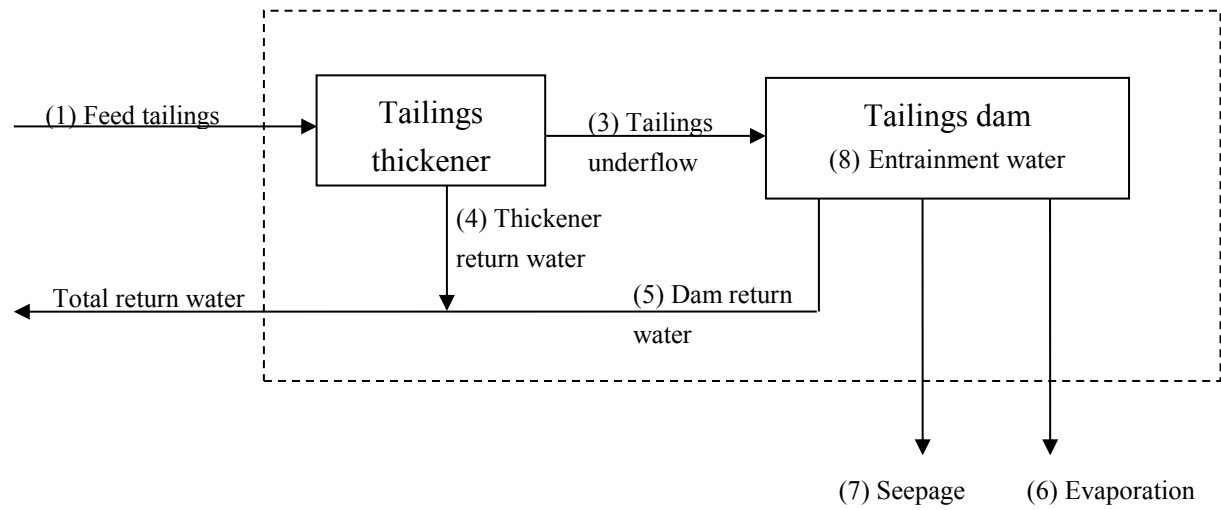 (1) Feed tailings
Tailings
thickener
(3) Tailings
underflow
Tailings dam
(8) Entrainment water
(4) Thickener
return water
Total return water
(5) Dam return
water
(7) Seepage
(6) Evaporation